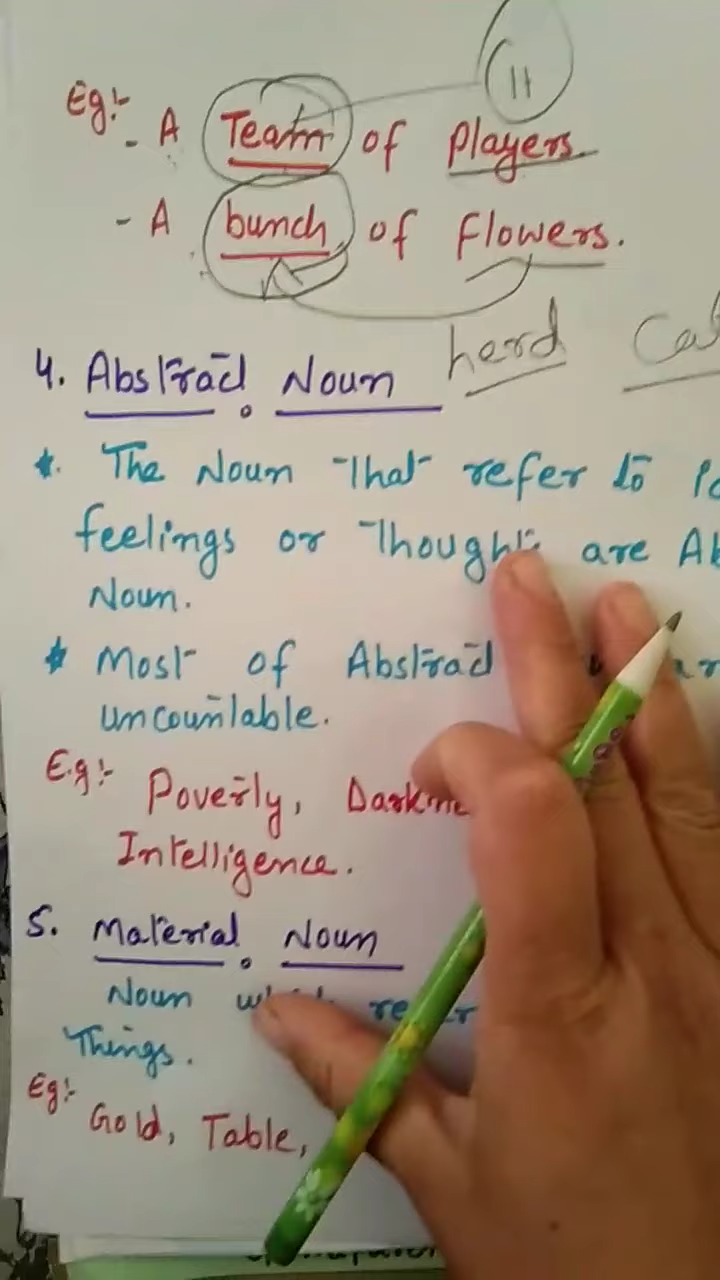 11
Eg:-
- A Team of Players.
- A bunch of Flowers.
herd
4. Abstract Noun
*. The Noun That refer to
feelings or Thoughts are
Noun.
* Most of Abstract
uncountable.
E.g:- Poverty,
Intelligence.
5. Material Noun
Noun
Things.
Eg:-
Gold, Table,